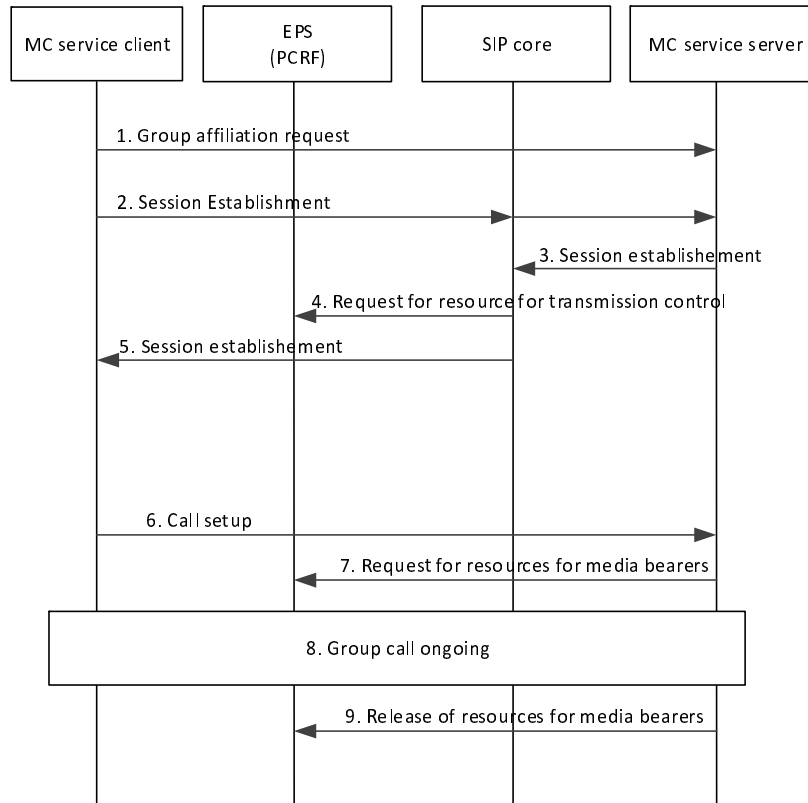 MC service client
EPS
(PCRF)
SIP core
MC service server
1. Group affiliation request
2. Session Establishment
3. Session establishement
4. Request for resource for transmission control
5. Session establishement
6. Call setup
7. Request for resources for media bearers
8. Group call ongoing
9. Release of resources for media bearers